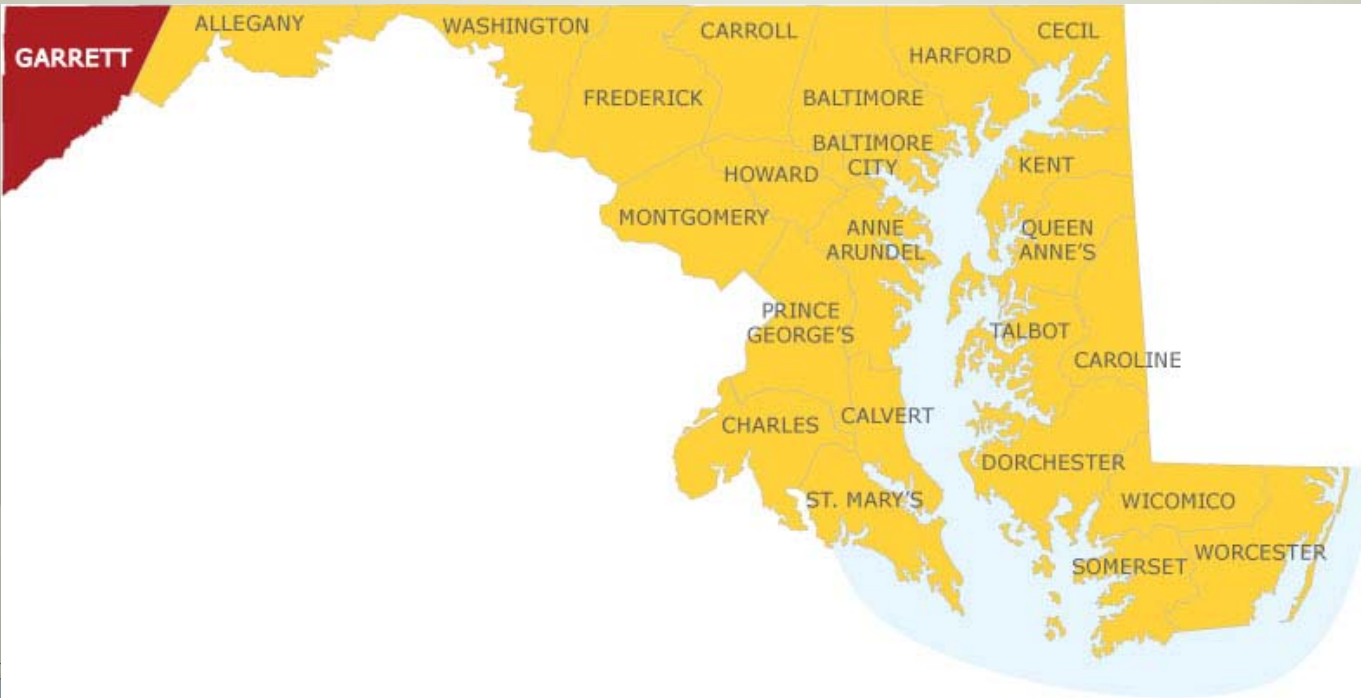 ALLEGANY
WASHINGTON
CARROLL
CECIL
GARRETT
HARFORD
FREDERICK
BALTIMORE
BALTIMORE
CITY
HOWARD
KENT
MONTGOMERY
ANNE
ARUNDEL
QUEEN
ANNE'S
PRINCE
GEORGE'S
TALBOT
CAROLINE
CHARLES
CALVERT
DORCHESTER
ST. MARY'S
WICOMICO
SOMERSET
WORCESTER